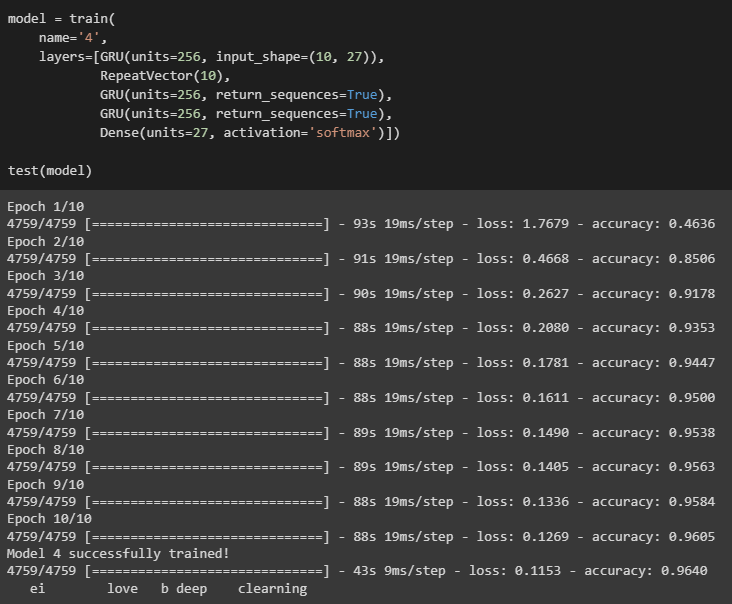 model = train(
    name='4',
    layers=[GRU(units=256, input_shape=(10, 27)),
            RepeatVector(10),
            GRU(units=256, return_sequences=True),
            GRU(units=256, return_sequences=True),
            Dense(units=27, activation='softmax')])

test(model)
Epoch 1/10
4759/4759 [==============================] - 93s 19ms/step - loss: 1.7679 - accuracy: 0.4636
Epoch 2/10
4759/4759 [==============================] - 91s 19ms/step - loss: 0.4668 - accuracy: 0.8506
Epoch 3/10
4759/4759 [==============================] - 90s 19ms/step - loss: 0.2627 - accuracy: 0.9178
Epoch 4/10
4759/4759 [==============================] - 88s 19ms/step - loss: 0.2080 - accuracy: 0.9353
Epoch 5/10
4759/4759 [==============================] - 88s 19ms/step - loss: 0.1781 - accuracy: 0.9447
Epoch 6/10
4759/4759 [==============================] - 88s 19ms/step - loss: 0.1611 - accuracy: 0.9500
Epoch 7/10
4759/4759 [==============================] - 89s 19ms/step - loss: 0.1490 - accuracy: 0.9538
Epoch 8/10
4759/4759 [==============================] - 89s 19ms/step - loss: 0.1405 - accuracy: 0.9563
Epoch 9/10
4759/4759 [==============================] - 88s 19ms/step - loss: 0.1336 - accuracy: 0.9584
Epoch 10/10
4759/4759 [==============================] - 88s 19ms/step - loss: 0.1269 - accuracy: 0.9605
Model 4 successfully trained!
4759/4759 [==============================] - 43s 9ms/step - loss: 0.1153 - accuracy: 0.9640
   ei        love   b deep    clearning